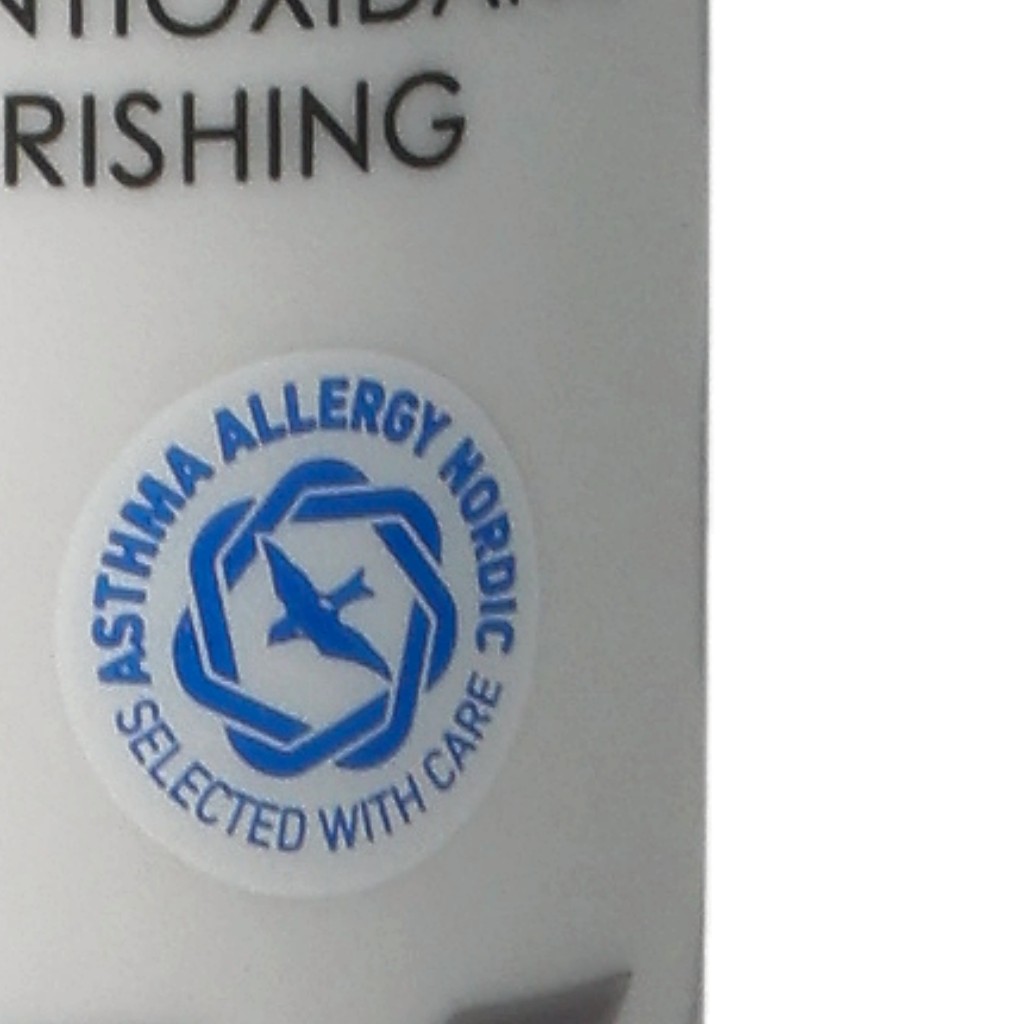 RISHING
ASTHMA ALLERGY NORDIC
SELECTED WITH CARE